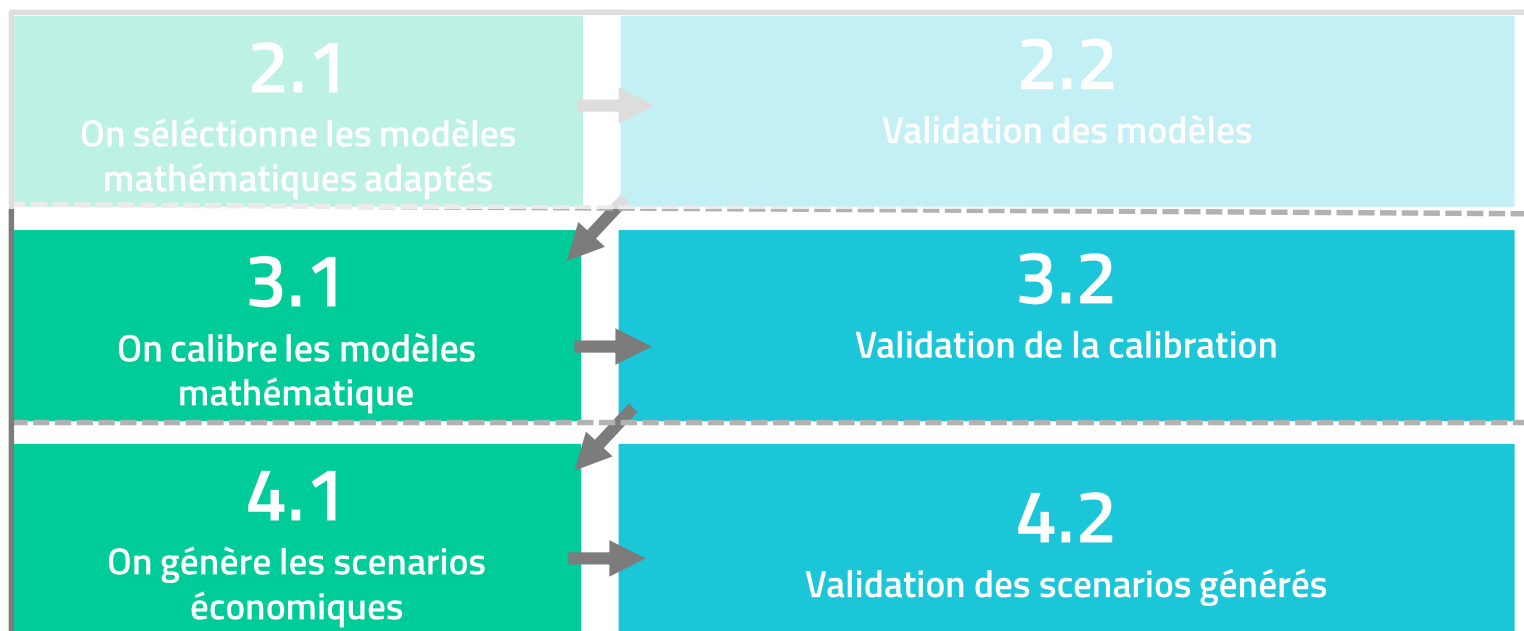 2.1
On séléctionne les modèles
mathématiques adaptés
2.2
Validation des modèles
3.1
On calibre les modèles
mathématique
3.2
Validation de la calibration
4.1
On génère les scenarios
économiques
4.2
Validation des scenarios générés